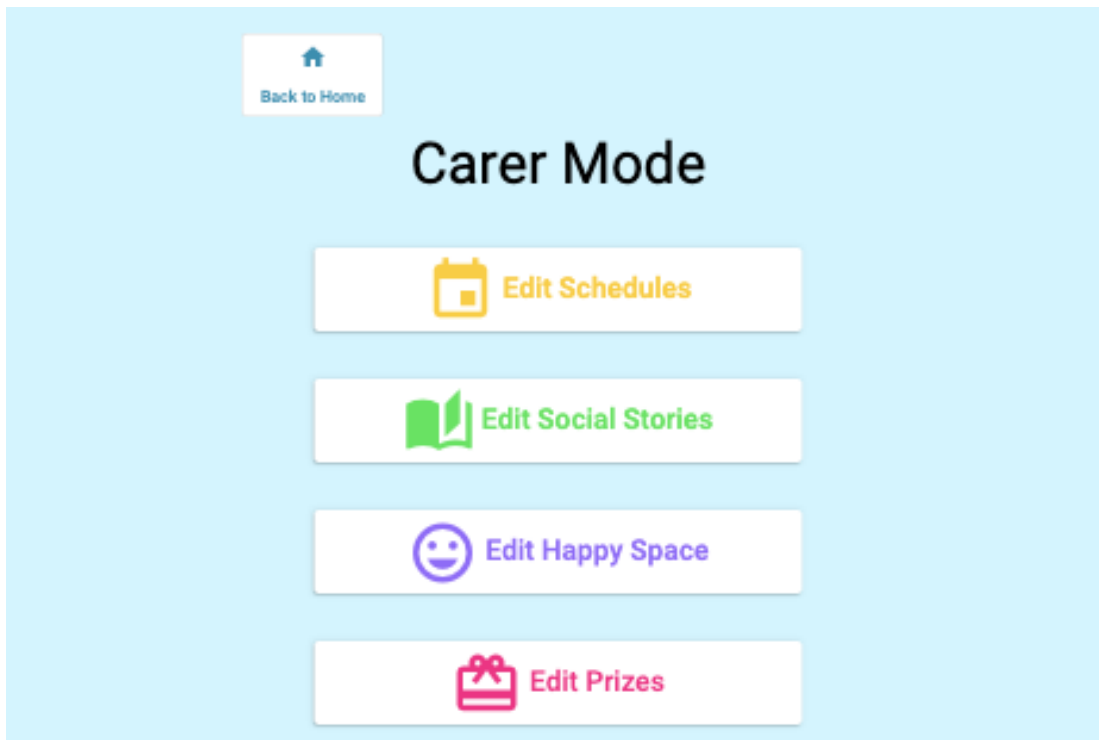 Back to Home
Carer Mode
Edit Schedules
Edit Social Stories
Edit Happy Space
Edit Prizes